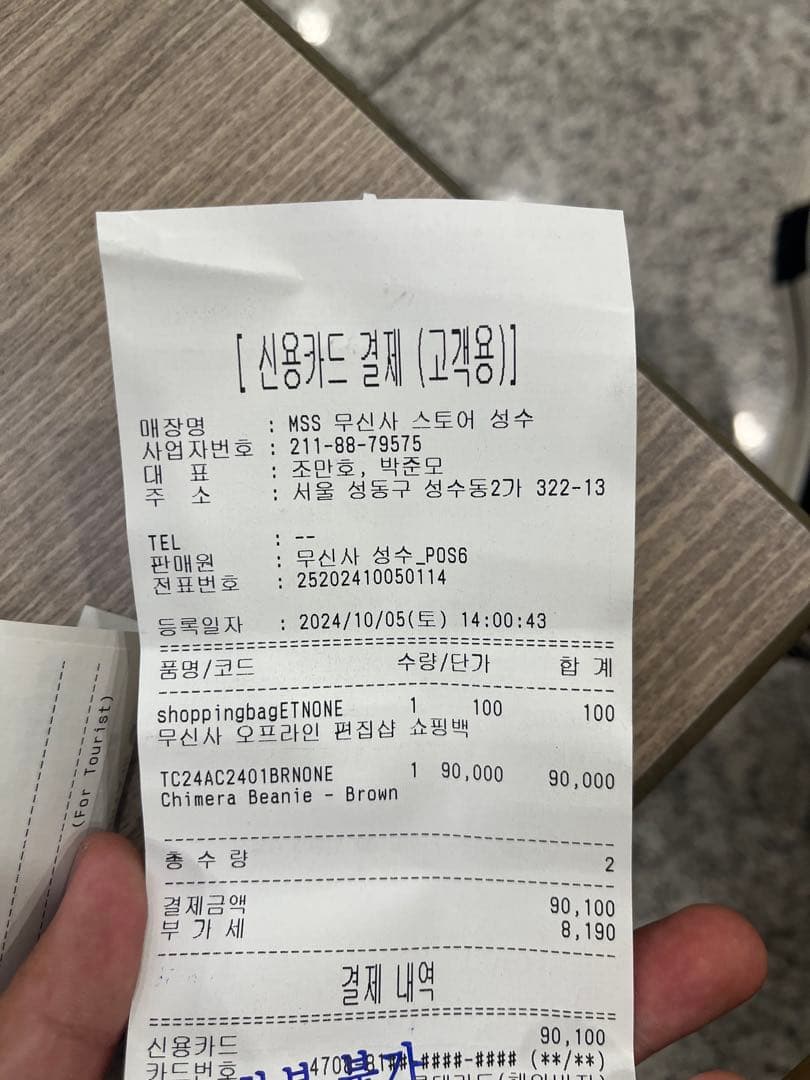 [ 신용카드 결제 (고객용)]
매장명 : MSS 무신사 스토어 성수
사업자번호 : 211-88-79575
대 표 : 조만호, 박준모
주 소 : 서울 성동구 성수동2가 322-13
TEL : --
판매원 : 무신사 성수_POS6
전표번호 : 25202410050114
등록일자 : 2024/10/05(토) 14:00:43
품명/코드 수량/단가 합 계
shoppingbagETNONE 1 100 100
무신사 오프라인 편집샵 쇼핑백
TC24AC2401BRNONE 1 90,000 90,000
Chimera Beanie - Brown
총 수 량 2
결제금액 90,100
부 가 세 8,190
결제 내역
신용카드 90,100
카드번호 ####-#### (**/**)
불가
(For Tourist)